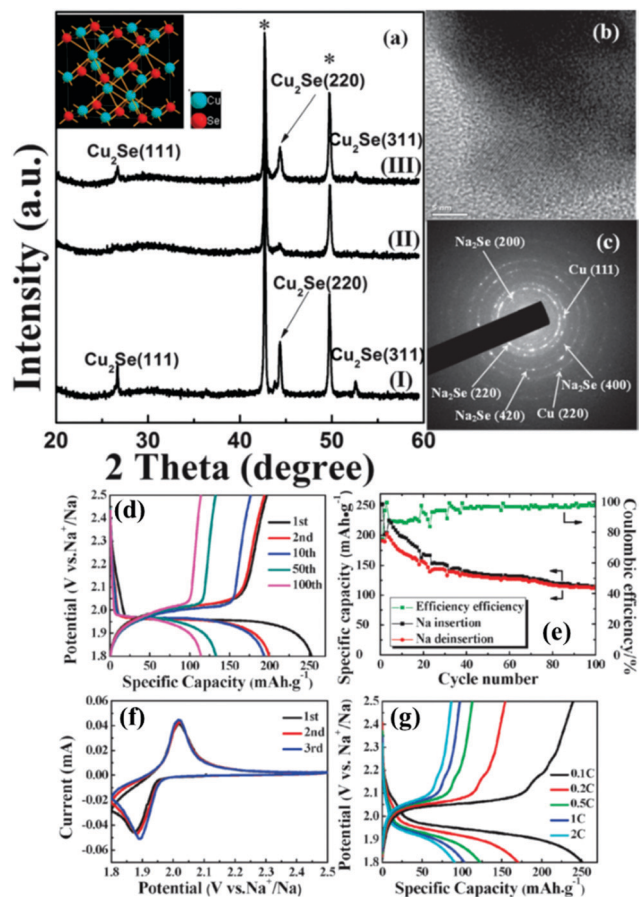 (a)
*
*
Cu
Se
Cu₂Se(220)
Cu₂Se(111)
Cu₂Se(311)
(III)
(II)
Cu₂Se(220)
Cu₂Se(111)
Cu₂Se(311)
(I)
Intensity (a.u.)
20 30 40 50 60
2 Theta (degree)
(b)
5 nm
(c)
Na₂Se (200)
Cu (111)
Na₂Se (220)
Na₂Se (400)
Na₂Se (420)
Cu (220)
(d)
2.5
2.4
2.3
2.2
2.1
2.0
1.9
1.8
Potential (V vs.Na⁺/Na)
1st
2nd
10th
50th
100th
0 50 100 150 200 250
Specific Capacity (mAh.g⁻¹)
(e)
250
200
150
100
50
0
Specific capacity (mAh•g⁻¹)
100
80
60
40
20
0
Coulombic efficiency/%
Efficiency efficiency
Na insertion
Na deinsertion
0 20 40 60 80 100
Cycle number
(f)
0.06
0.04
0.02
0.00
-0.02
-0.04
-0.06
Current (mA)
1st
2nd
3rd
1.8 1.9 2.0 2.1 2.2 2.3 2.4 2.5
Potential (V vs.Na⁺/Na)
(g)
2.5
2.4
2.3
2.2
2.1
2.0
1.9
1.8
Potential (V vs. Na⁺/Na)
0.1C
0.2C
0.5C
1C
2C
0 50 100 150 200 250
Specific Capacity (mAh.g⁻¹)